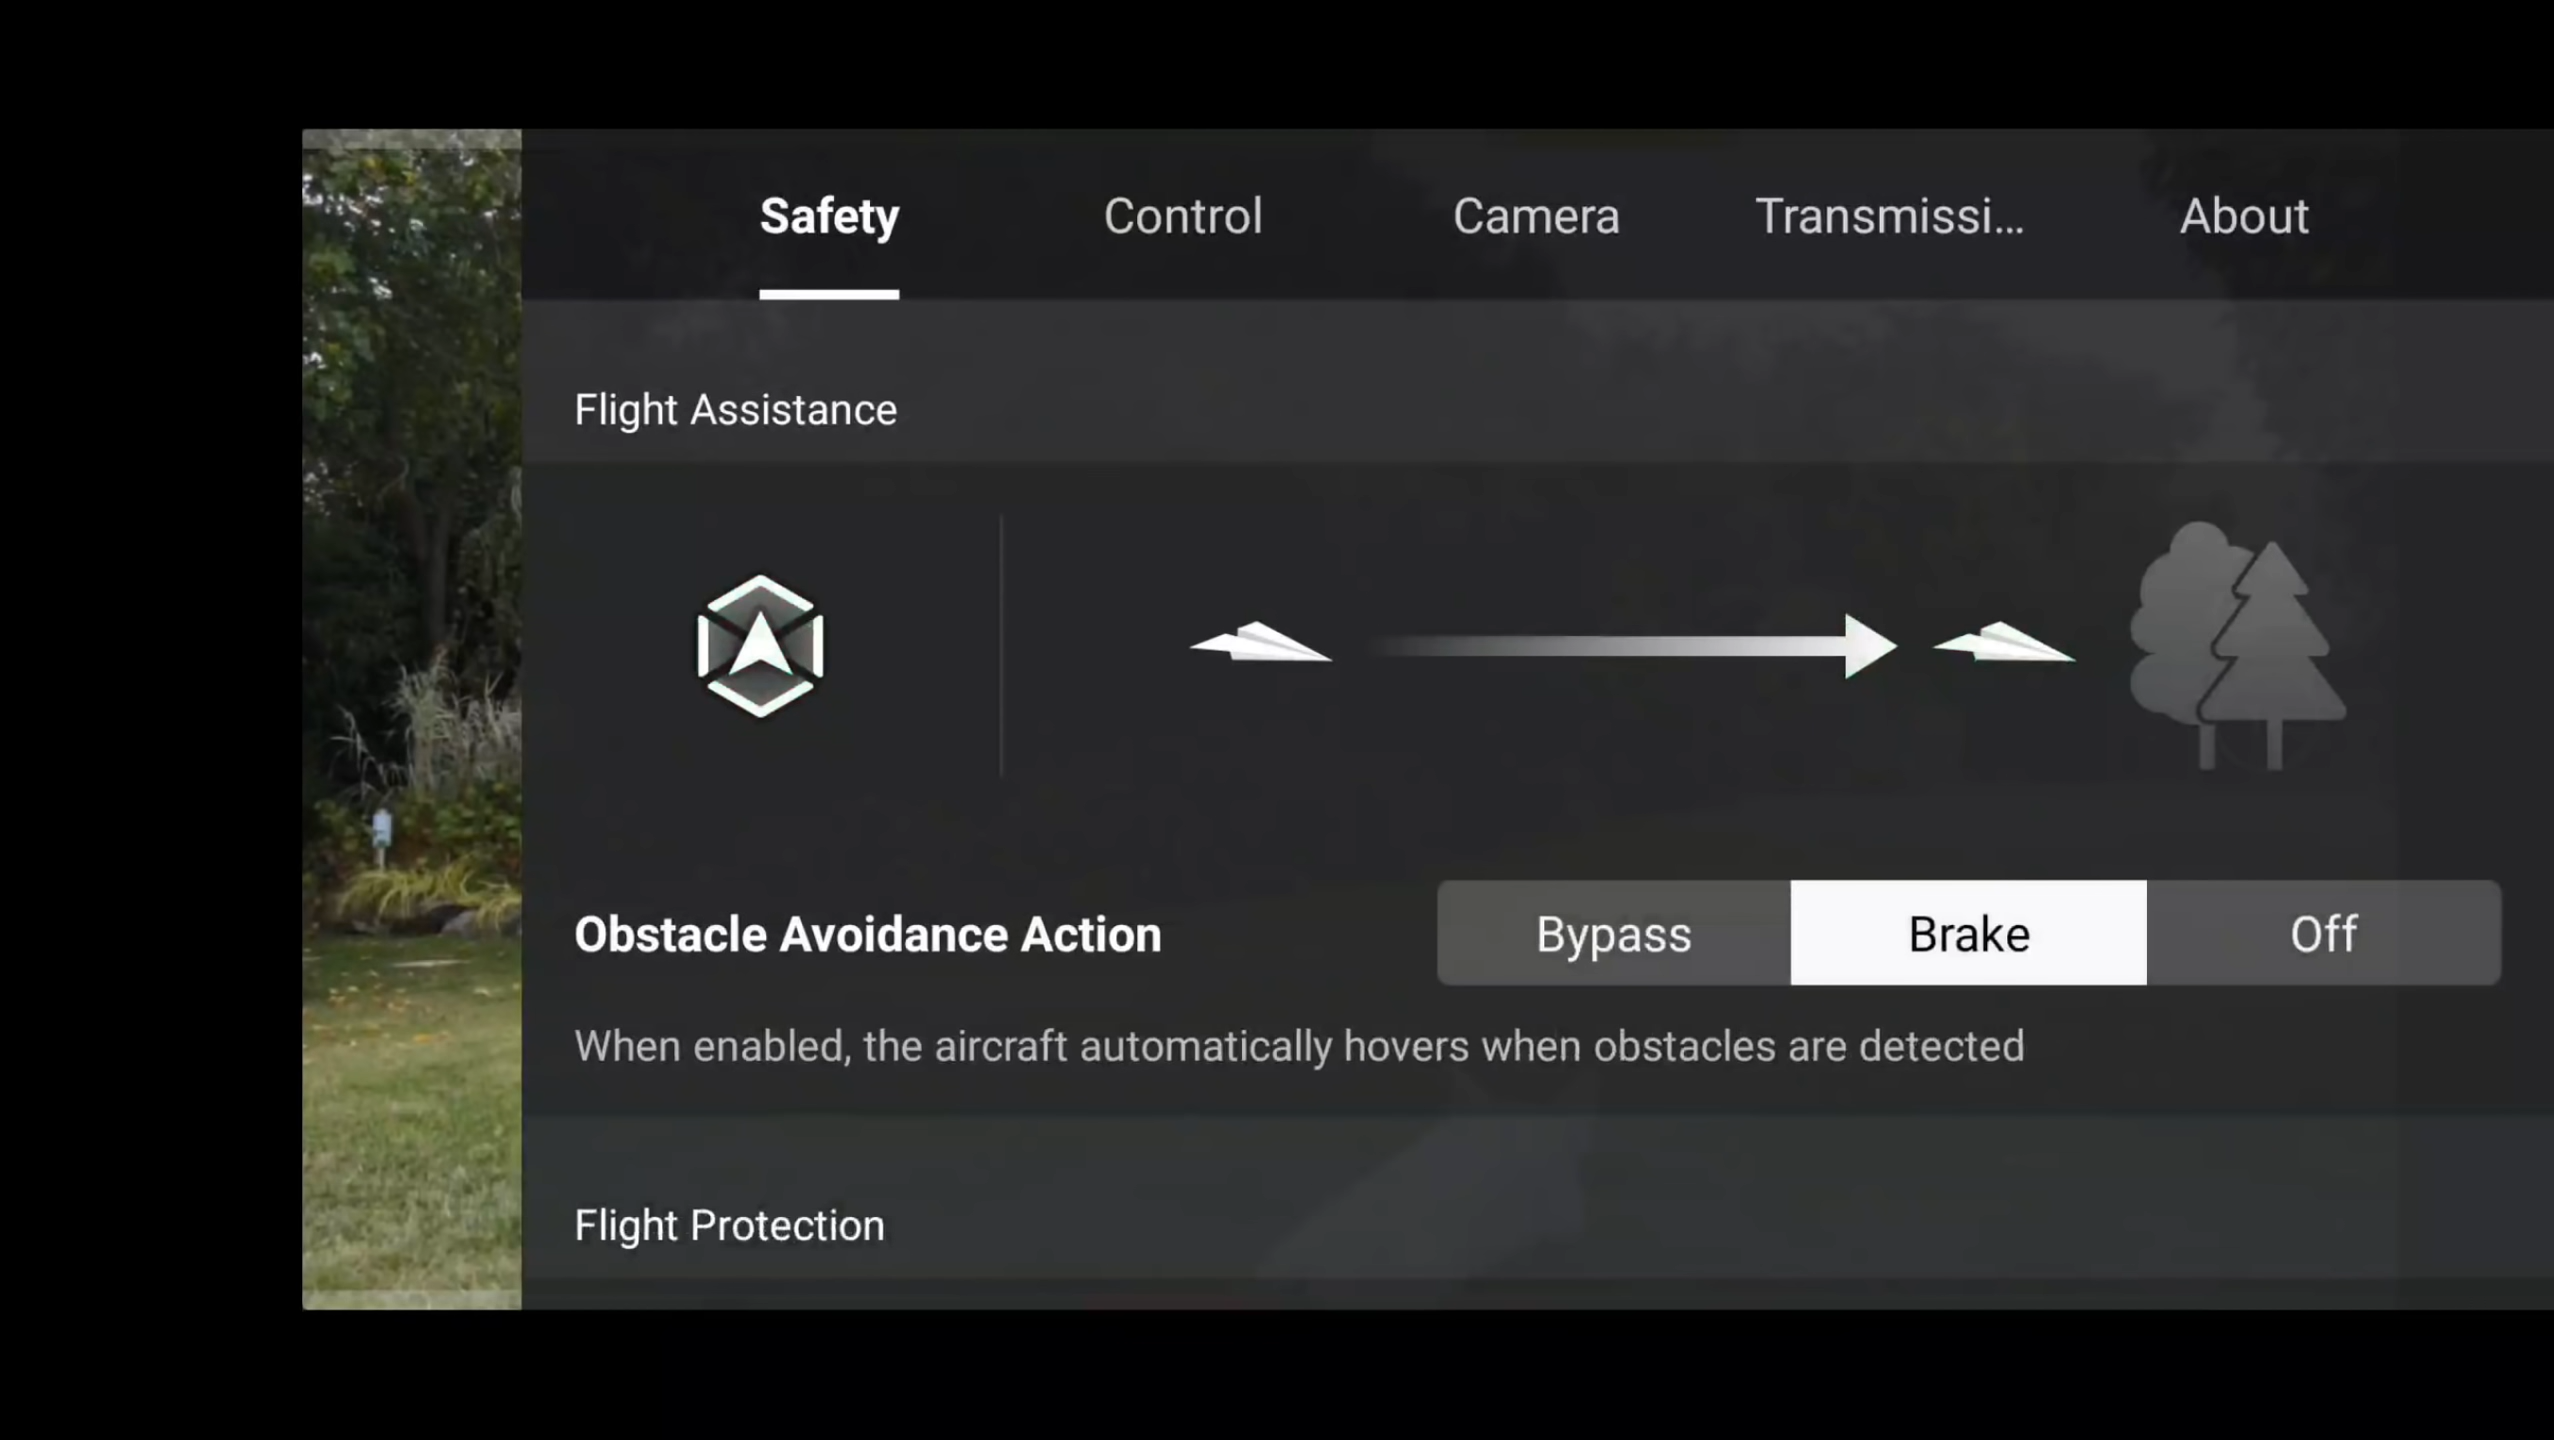 Safety
Control
Camera
Transmissi...
About
Flight Assistance
Obstacle Avoidance Action
Bypass
Brake
Off
When enabled, the aircraft automatically hovers when obstacles are detected
Flight Protection